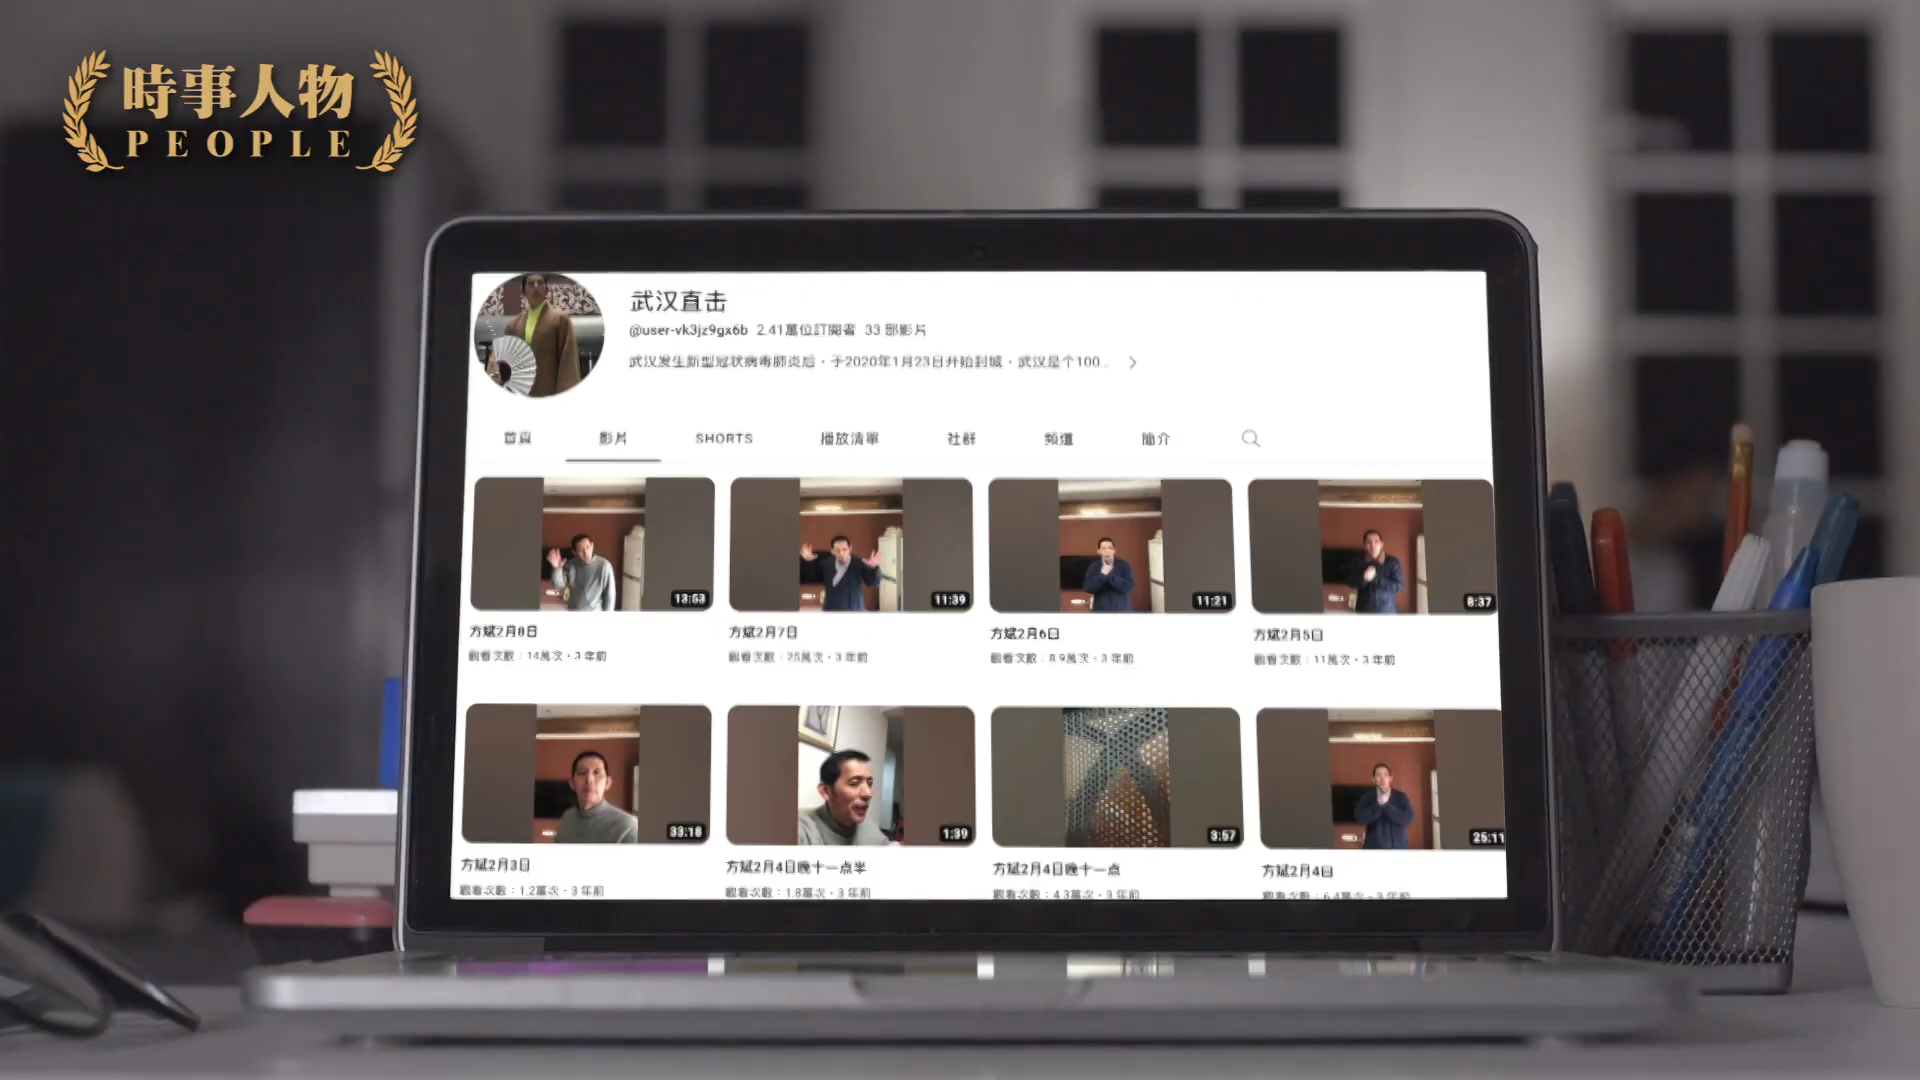 時事人物
PEOPLE
武汉直击
@user-vk3jz9gx6b 2.41萬位訂閱者 33 部影片
武汉发生新型冠状病毒肺炎后,于2020年1月23日开始封城,武汉是个100...
首頁 影片 SHORTS 播放清單 社群 頻道 簡介
13:53 11:39 11:21 8:37
方斌2月8日 方斌2月7日 方斌2月6日 方斌2月5日
觀看次數:14萬次・3 年前 觀看次數:25萬次・3 年前 觀看次數:8.9萬次・3 年前 觀看次數:11萬次・3 年前
33:18 1:39 3:57 25:11
方斌2月3日 方斌2月4日晚十一点半 方斌2月4日晚十一点 方斌2月4日
觀看次數:1.2萬次・3 年前 觀看次數:1.8萬次・3 年前 觀看次數:4.3萬次・3 年前 觀看次數:6.4萬次・3 年前